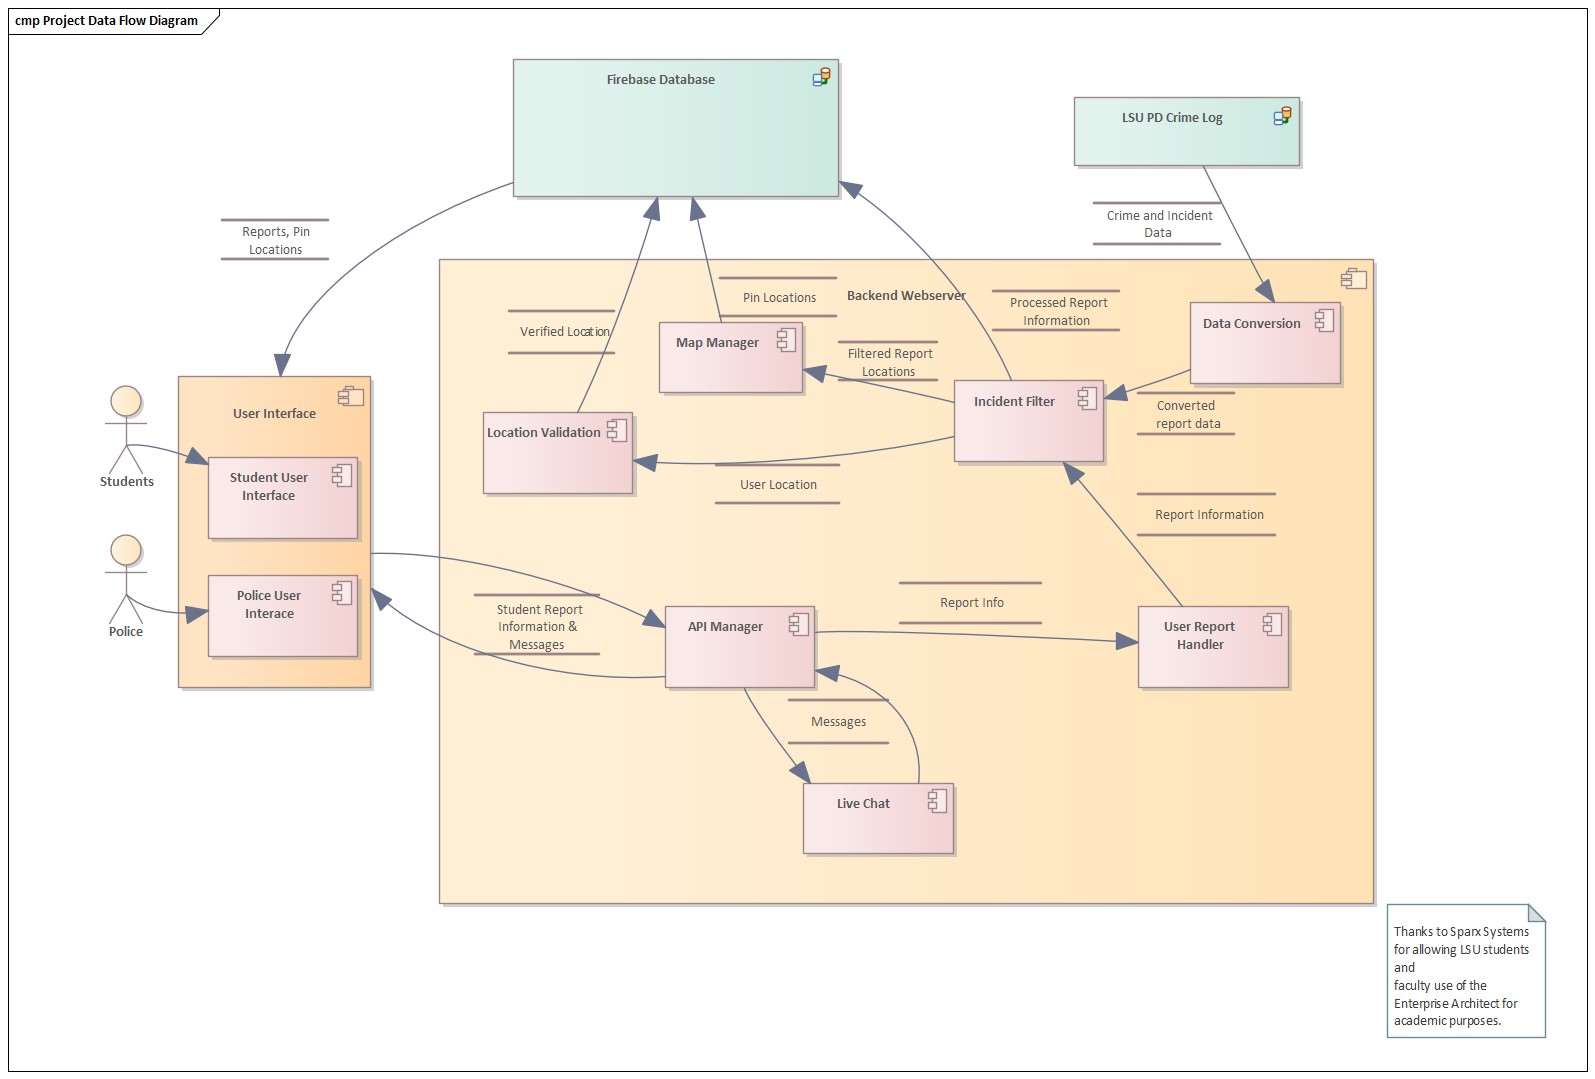 cmp Project Data Flow Diagram
Firebase Database
LSU PD Crime Log
Reports, Pin
Locations
Crime and Incident
Data
Backend Webserver
Pin Locations
Processed Report
Information
Verified Location
Map Manager
Filtered Report
Locations
Data Conversion
Incident Filter
Converted
report data
User Interface
Location Validation
User Location
Students
Student User
Interface
Report Information
Police
Police User
Interace
Student Report
Information &
Messages
API Manager
Report Info
User Report
Handler
Messages
Live Chat
Thanks to Sparx Systems
for allowing LSU students
and
faculty use of the
Enterprise Architect for
academic purposes.